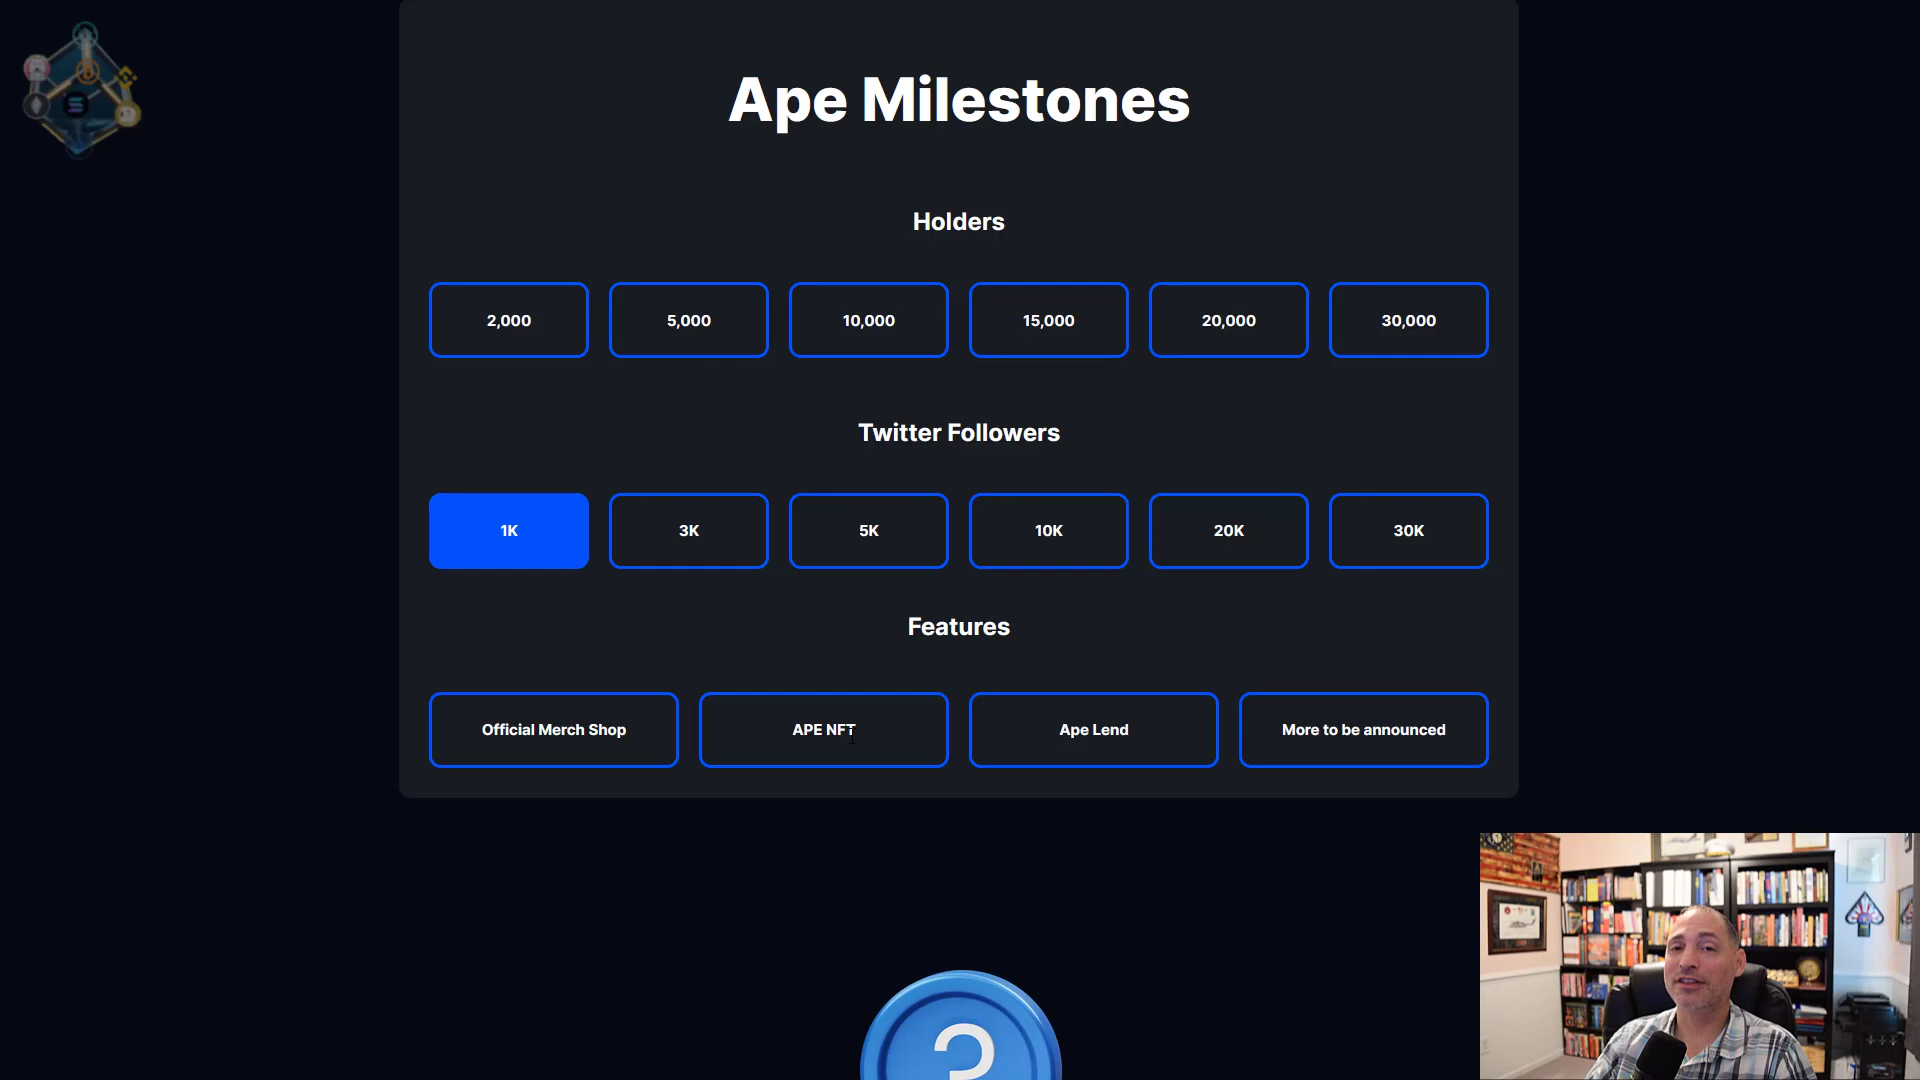 Ape Milestones
Holders
2,000
5,000
10,000
15,000
20,000
30,000
Twitter Followers
1K
3K
5K
10K
20K
30K
Features
Official Merch Shop
APE NFT
Ape Lend
More to be announced
?